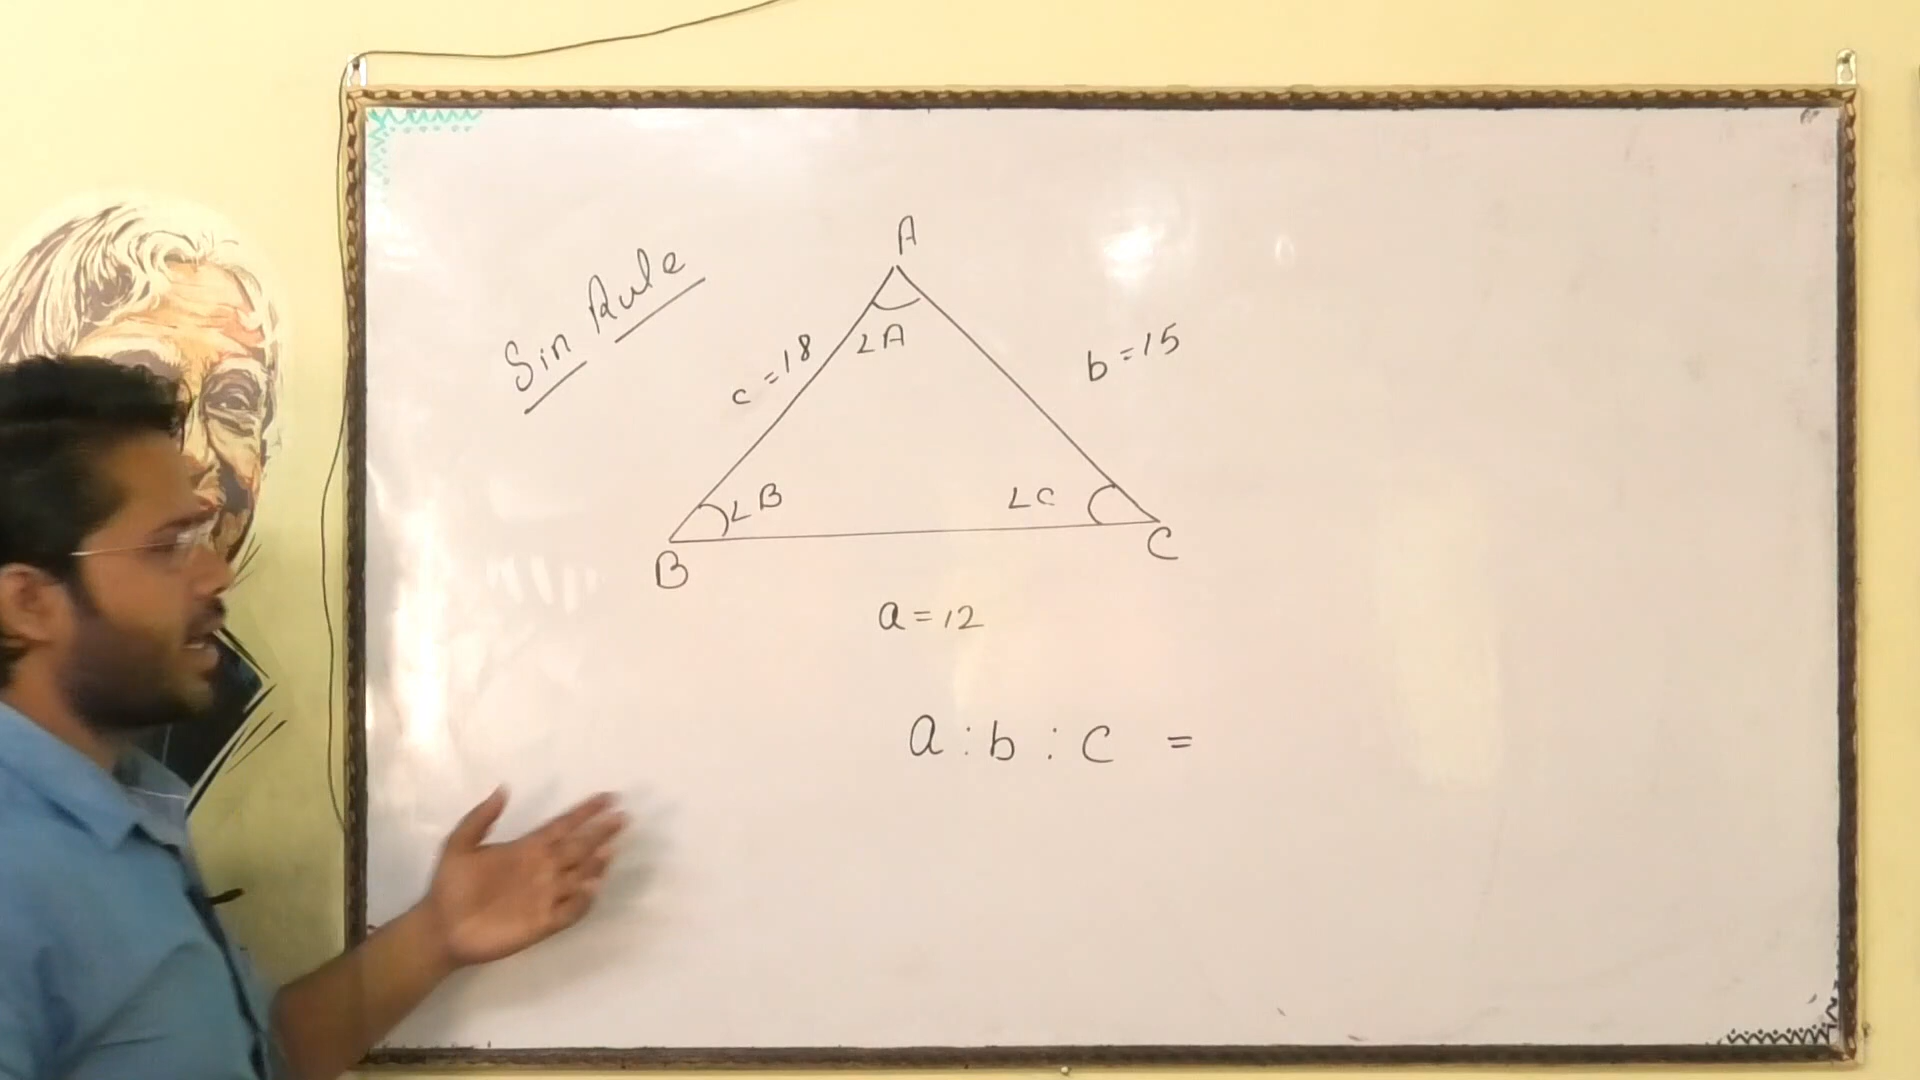 A
Sin Rule
∠A
c = 18
b = 15
∠B
∠C
B
C
a = 12
a : b : c =